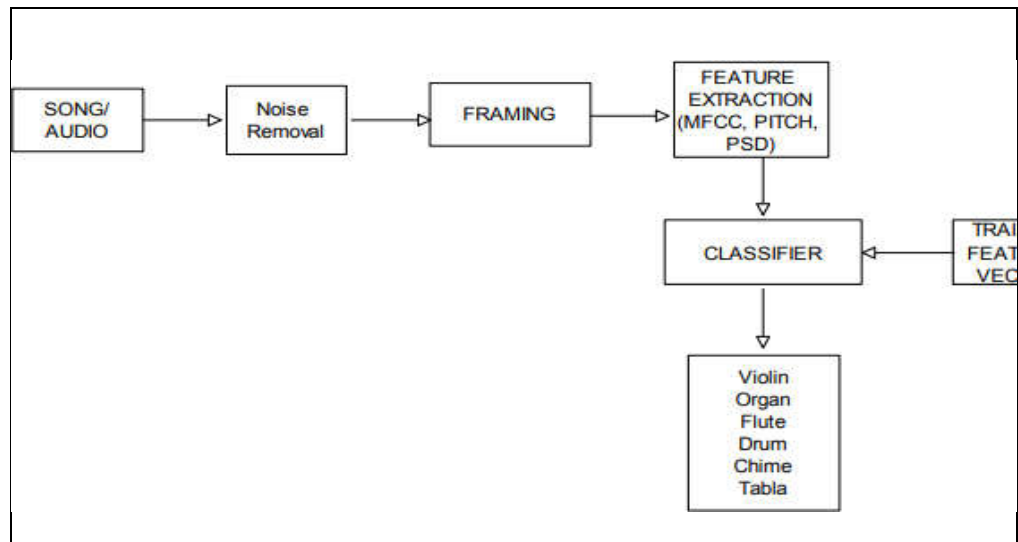 SONG/
AUDIO
Noise
Removal
FRAMING
FEATURE
EXTRACTION
(MFCC, PITCH,
PSD)
CLASSIFIER
Violin
Organ
Flute
Drum
Chime
Tabla